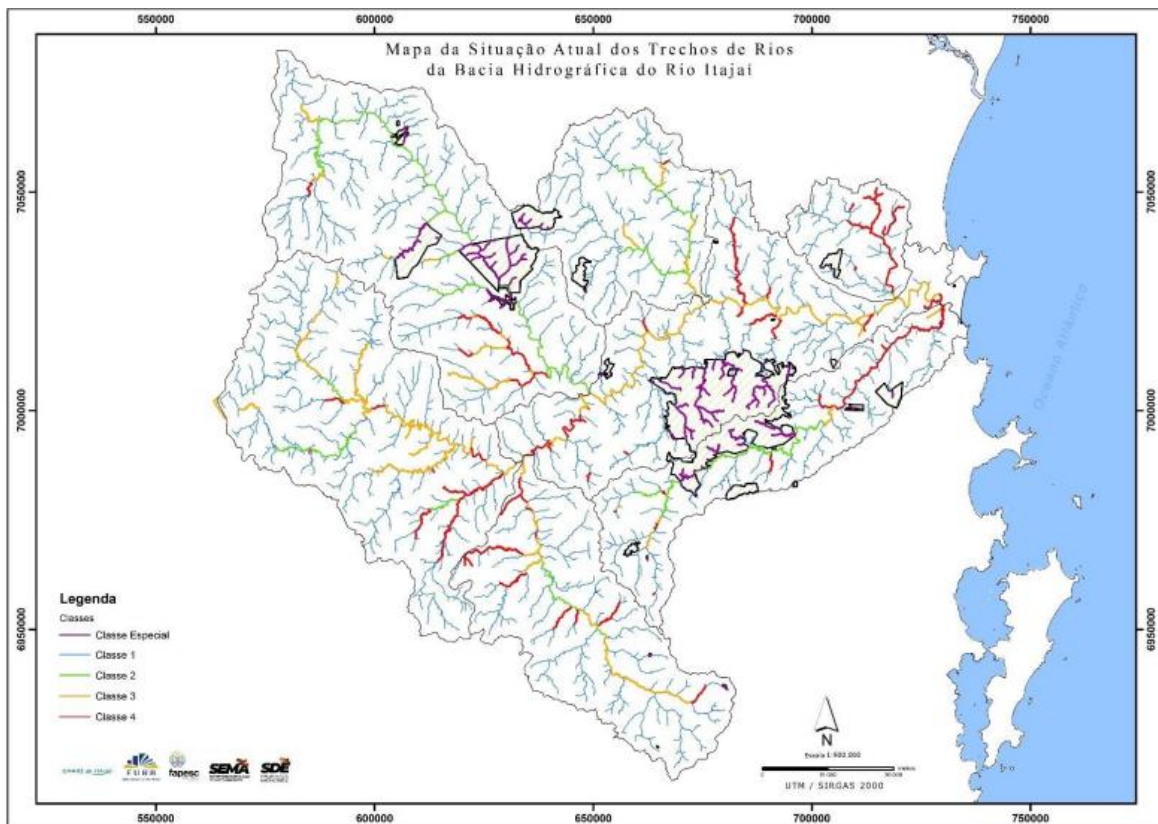 550000 600000 650000 700000 750000
Mapa da Situação Atual dos Trechos de Rios
da Bacia Hidrográfica do Rio Itajaí
7050000 7050000
Oceano Atlântico
7000000 7000000
6950000 6950000
Legenda
Classes
Classe Especial
Classe 1
Classe 2
Classe 3
Classe 4
FURB
fapesc
SEMA
SDE
N
UTM / SIRGAS 2000
550000 600000 650000 700000 750000